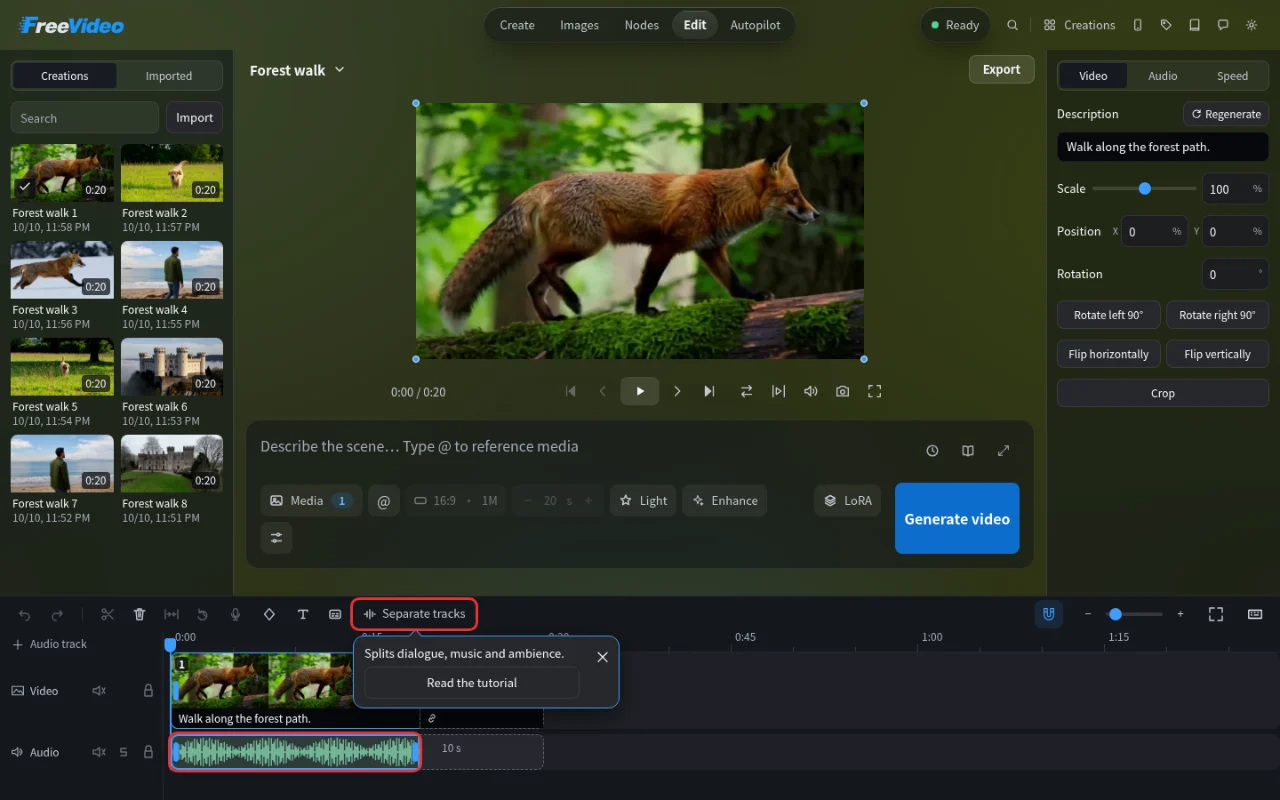 FreeVideo
Create
Images
Nodes
Edit
Autopilot
Ready
Creations
Creations
Imported
Search
Import
0:20
Forest walk 1
10/10, 11:58 PM
0:20
Forest walk 2
10/10, 11:57 PM
0:20
Forest walk 3
10/10, 11:56 PM
0:20
Forest walk 4
10/10, 11:55 PM
0:20
Forest walk 5
10/10, 11:54 PM
0:20
Forest walk 6
10/10, 11:53 PM
0:20
Forest walk 7
10/10, 11:52 PM
0:20
Forest walk 8
10/10, 11:51 PM
Forest walk
Export
0:00 / 0:20
Describe the scene... Type @ to reference media
Media 1
@
16:9 • 1M
− 20 s +
Light
Enhance
LoRA
Generate video
Video
Audio
Speed
Description
Regenerate
Walk along the forest path.
Scale
100 %
Position
X 0 %
Y 0 %
Rotation
0 °
Rotate left 90°
Rotate right 90°
Flip horizontally
Flip vertically
Crop
T
Separate tracks
− +
+ Audio track
0:00
0:45
1:00
1:15
Splits dialogue, music and ambience.
Read the tutorial
Video
1
Walk along the forest path.
Audio
S
10 s